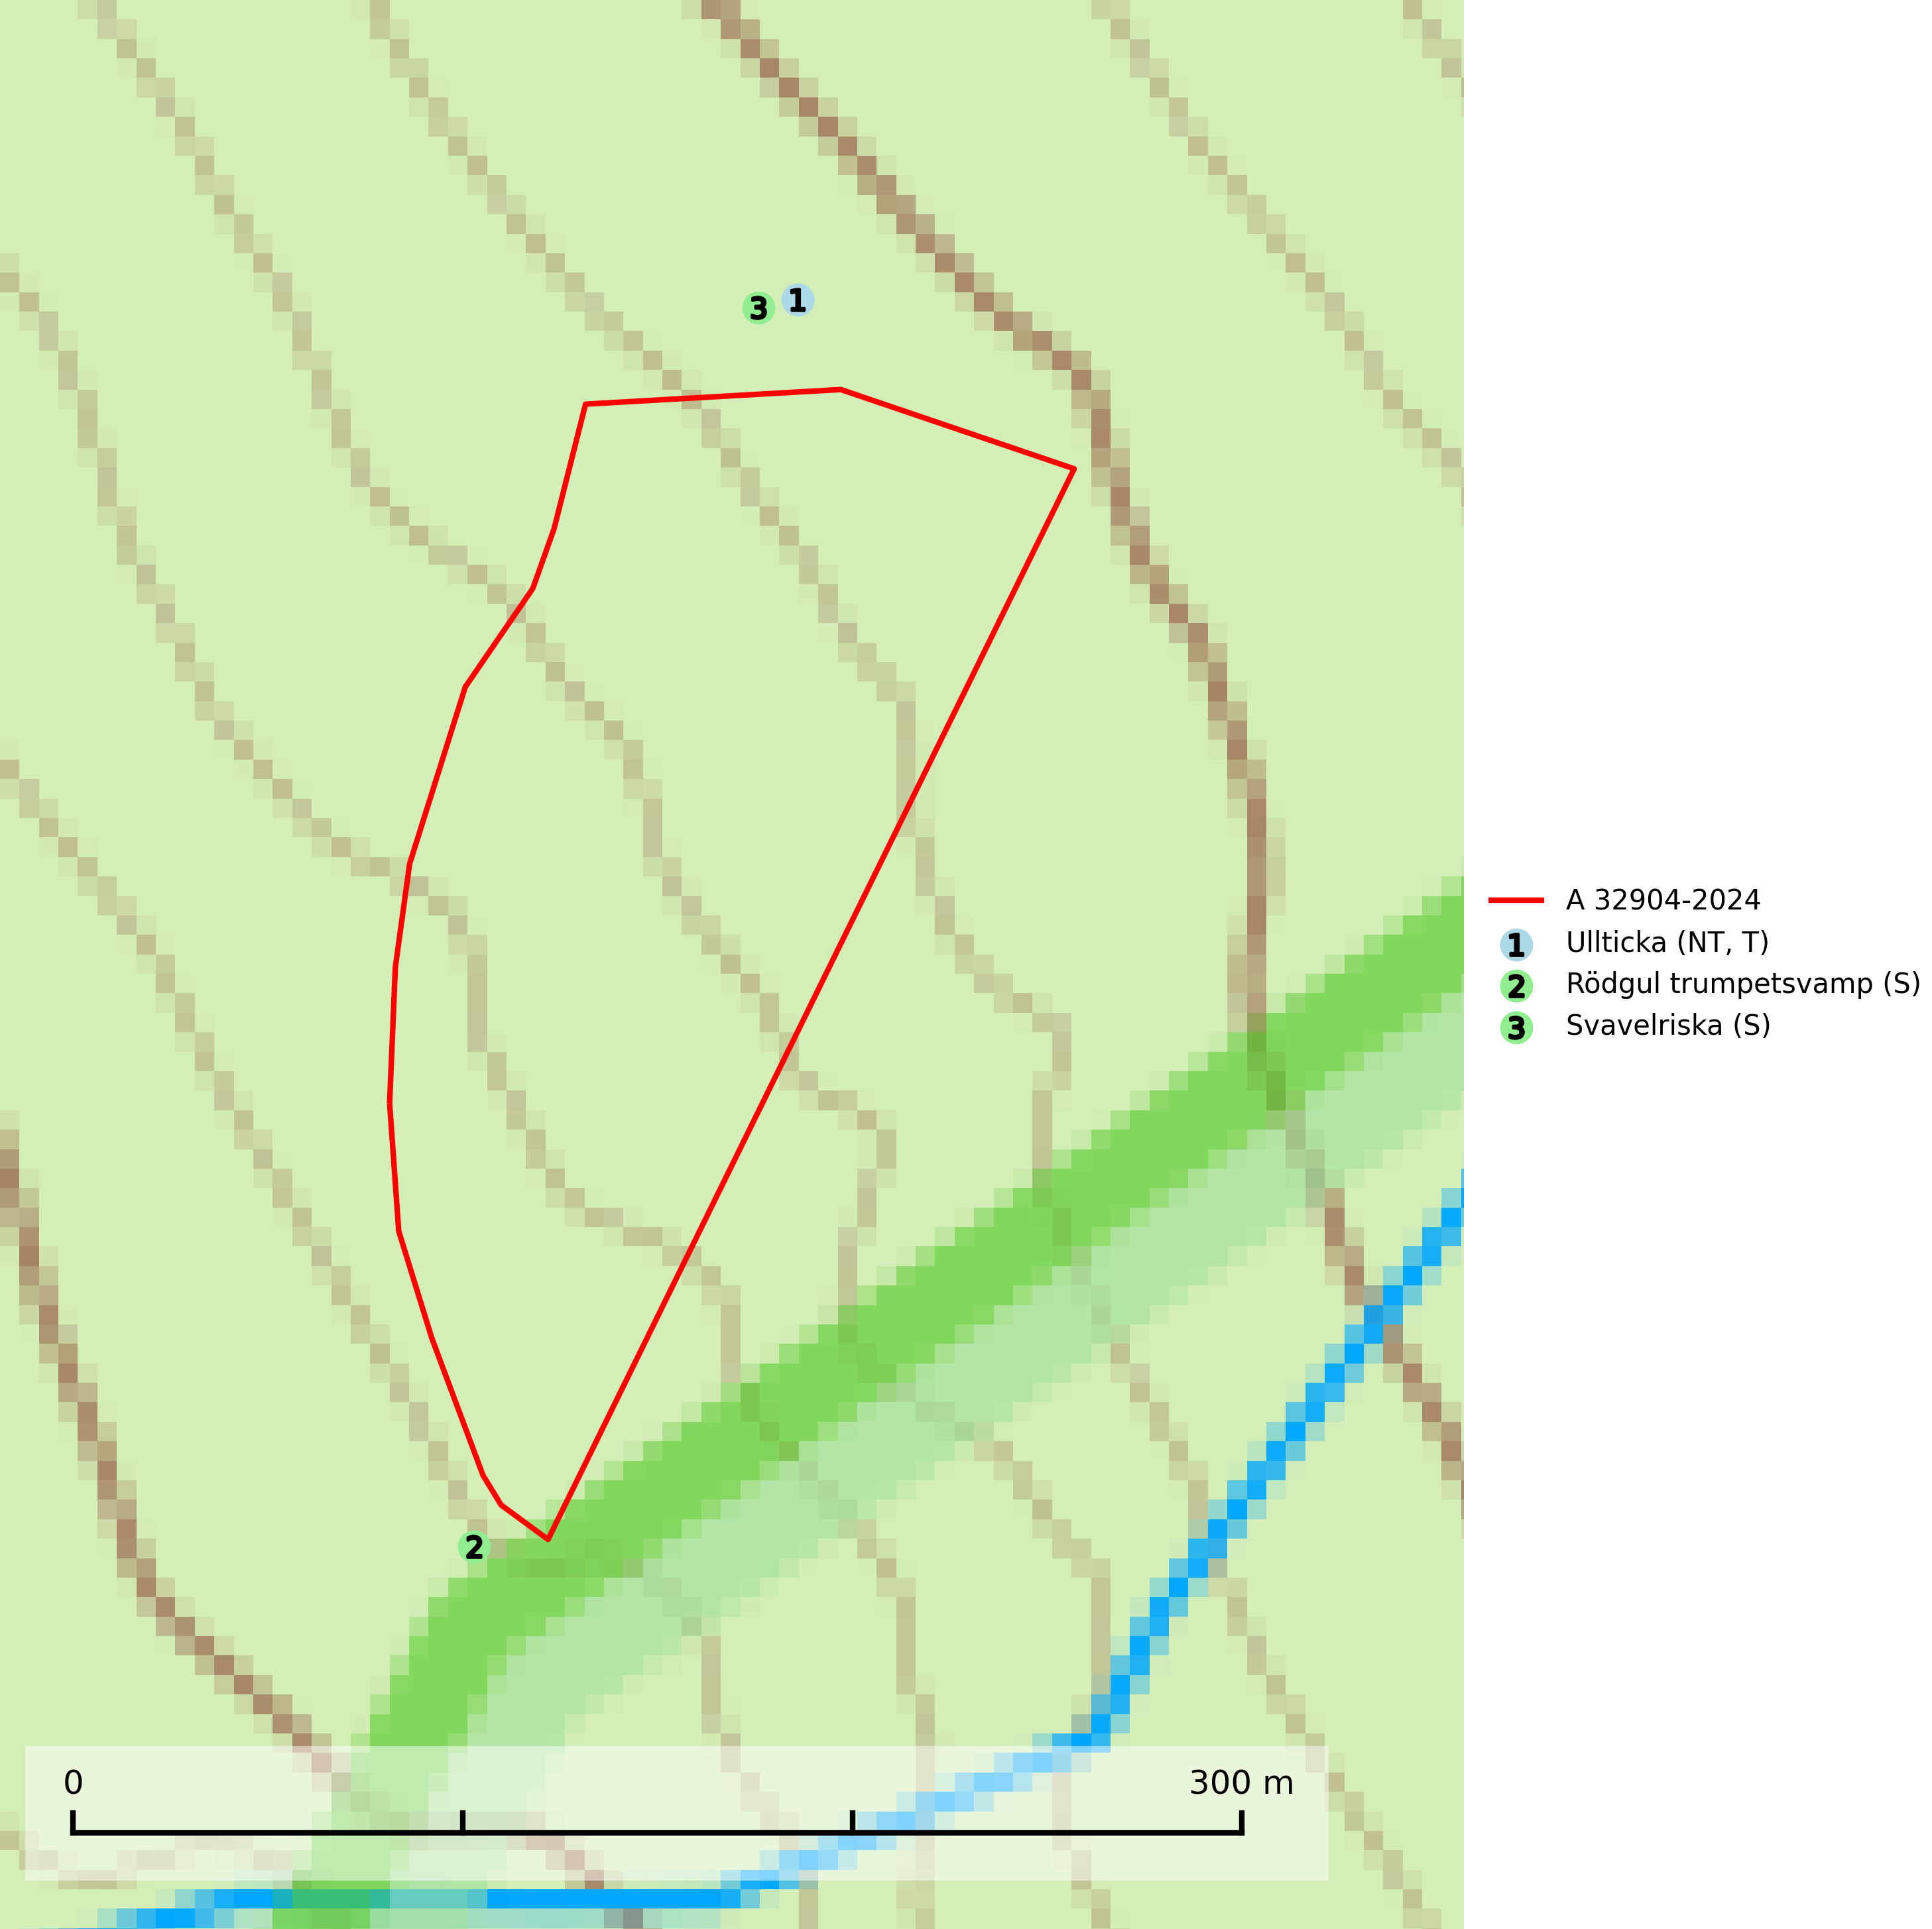 3 1
2
A 32904-2024
1 Ullticka (NT, T)
2 Rödgul trumpetsvamp (S)
3 Svavelriska (S)
0 300 m